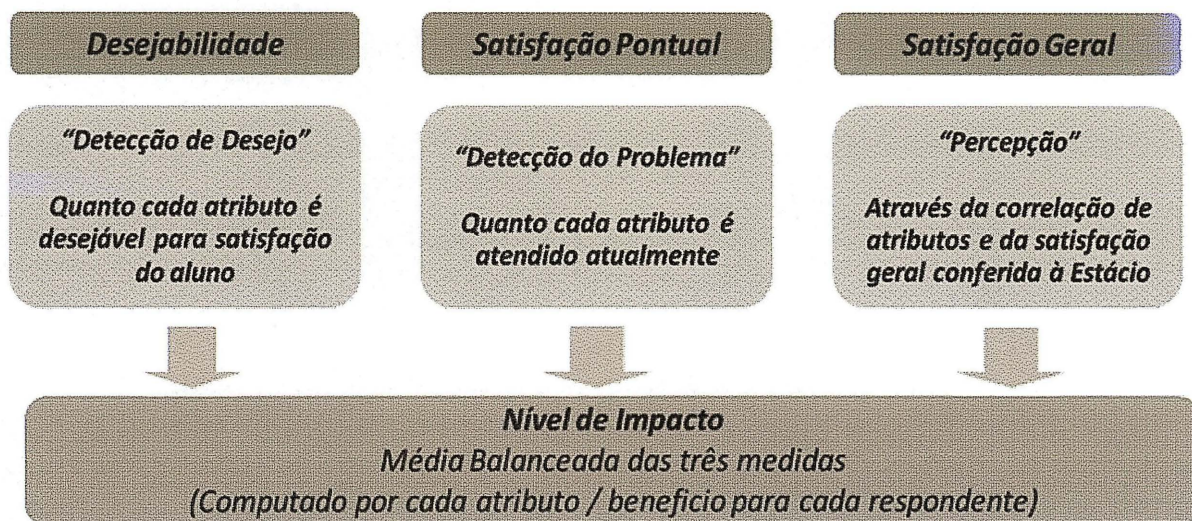 Desejabilidade
Satisfação Pontual
Satisfação Geral
"Detecção de Desejo"
Quanto cada atributo é
desejável para satisfação
do aluno
"Detecção do Problema"
Quanto cada atributo é
atendido atualmente
"Percepção"
Através da correlação de
atributos e da satisfação
geral conferida à Estácio
Nível de Impacto
Média Balanceada das três medidas
(Computado por cada atributo / beneficio para cada respondente)